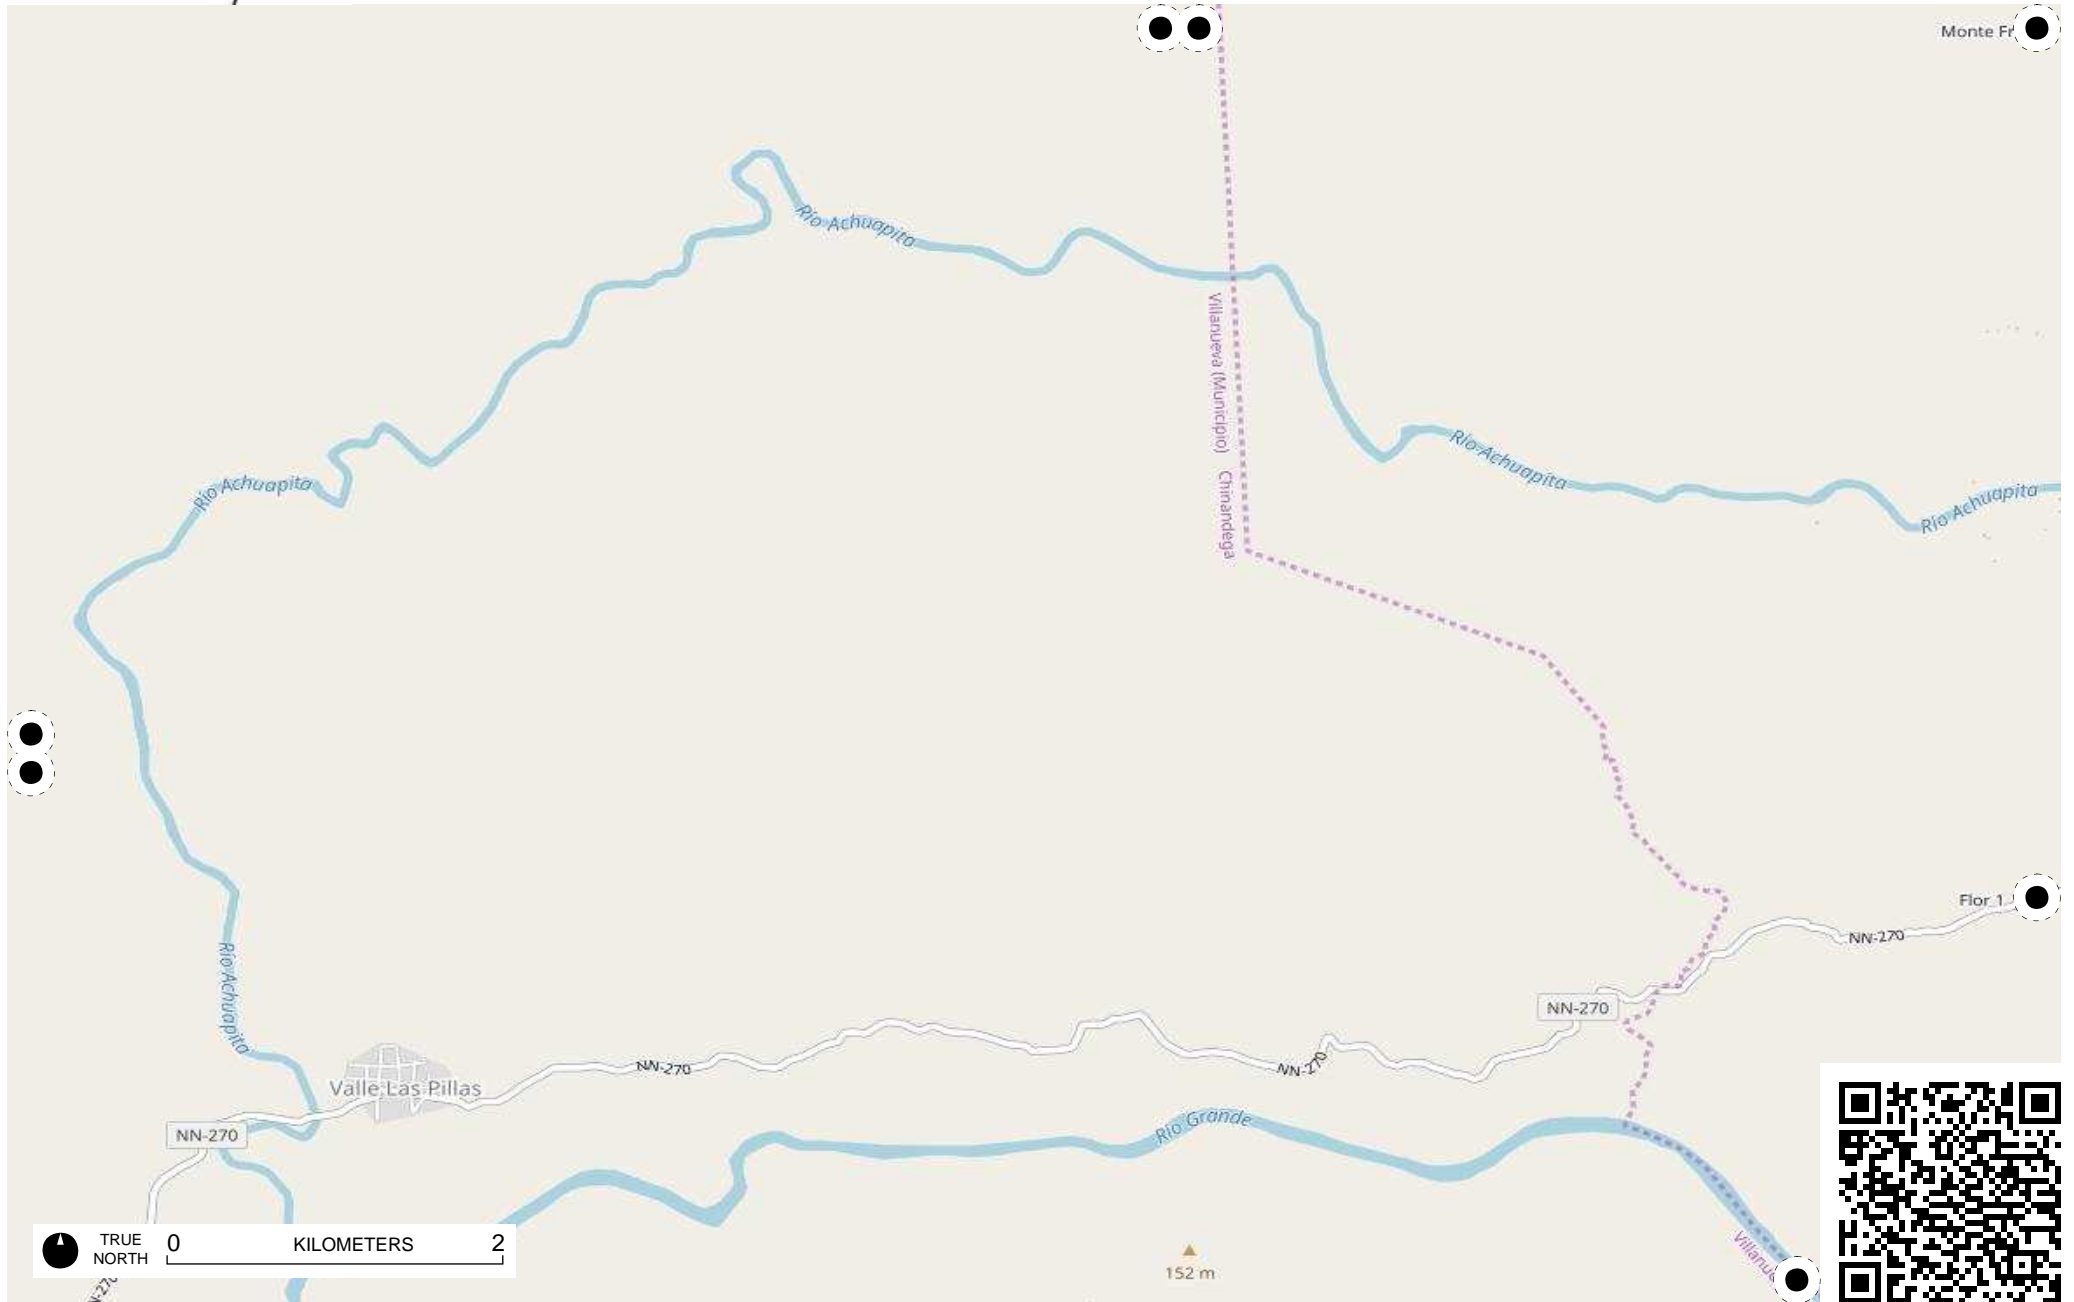 Monte Fr
Río Achuapita
Villanueva (Municipio)
Chinandega
Río Achuapita
Río Achuapita
Río Achuapita
Flor 1
NN-270
Río Achuapita
NN-270
NN-270
NN-270
Valle Las Pillas
Río Grande
NN-270
TRUE NORTH
0 KILOMETERS 2
152 m
Villanue
N-270